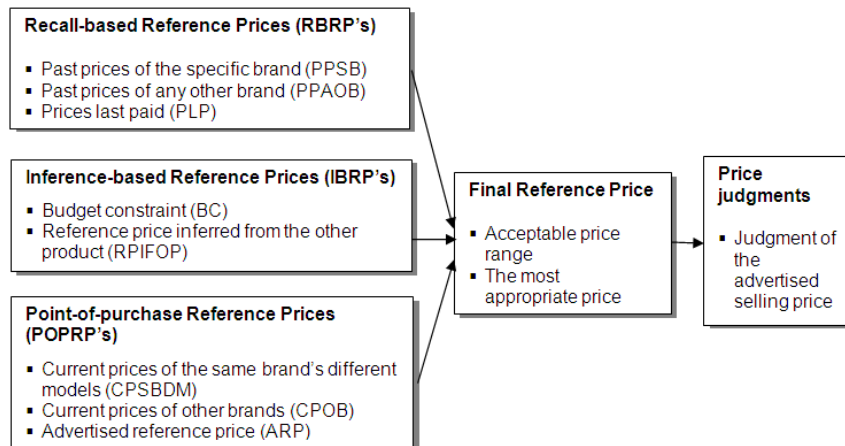 Recall-based Reference Prices (RBRP's)
▪ Past prices of the specific brand (PPSB)
▪ Past prices of any other brand (PPAOB)
▪ Prices last paid (PLP)
Inference-based Reference Prices (IBRP's)
▪ Budget constraint (BC)
▪ Reference price inferred from the other
product (RPIFOP)
Point-of-purchase Reference Prices
(POPRP's)
▪ Current prices of the same brand's different
models (CPSBDM)
▪ Current prices of other brands (CPOB)
▪ Advertised reference price (ARP)
Final Reference Price
▪ Acceptable price
range
▪ The most
appropriate price
Price
judgments
▪ Judgment of
the
advertised
selling price